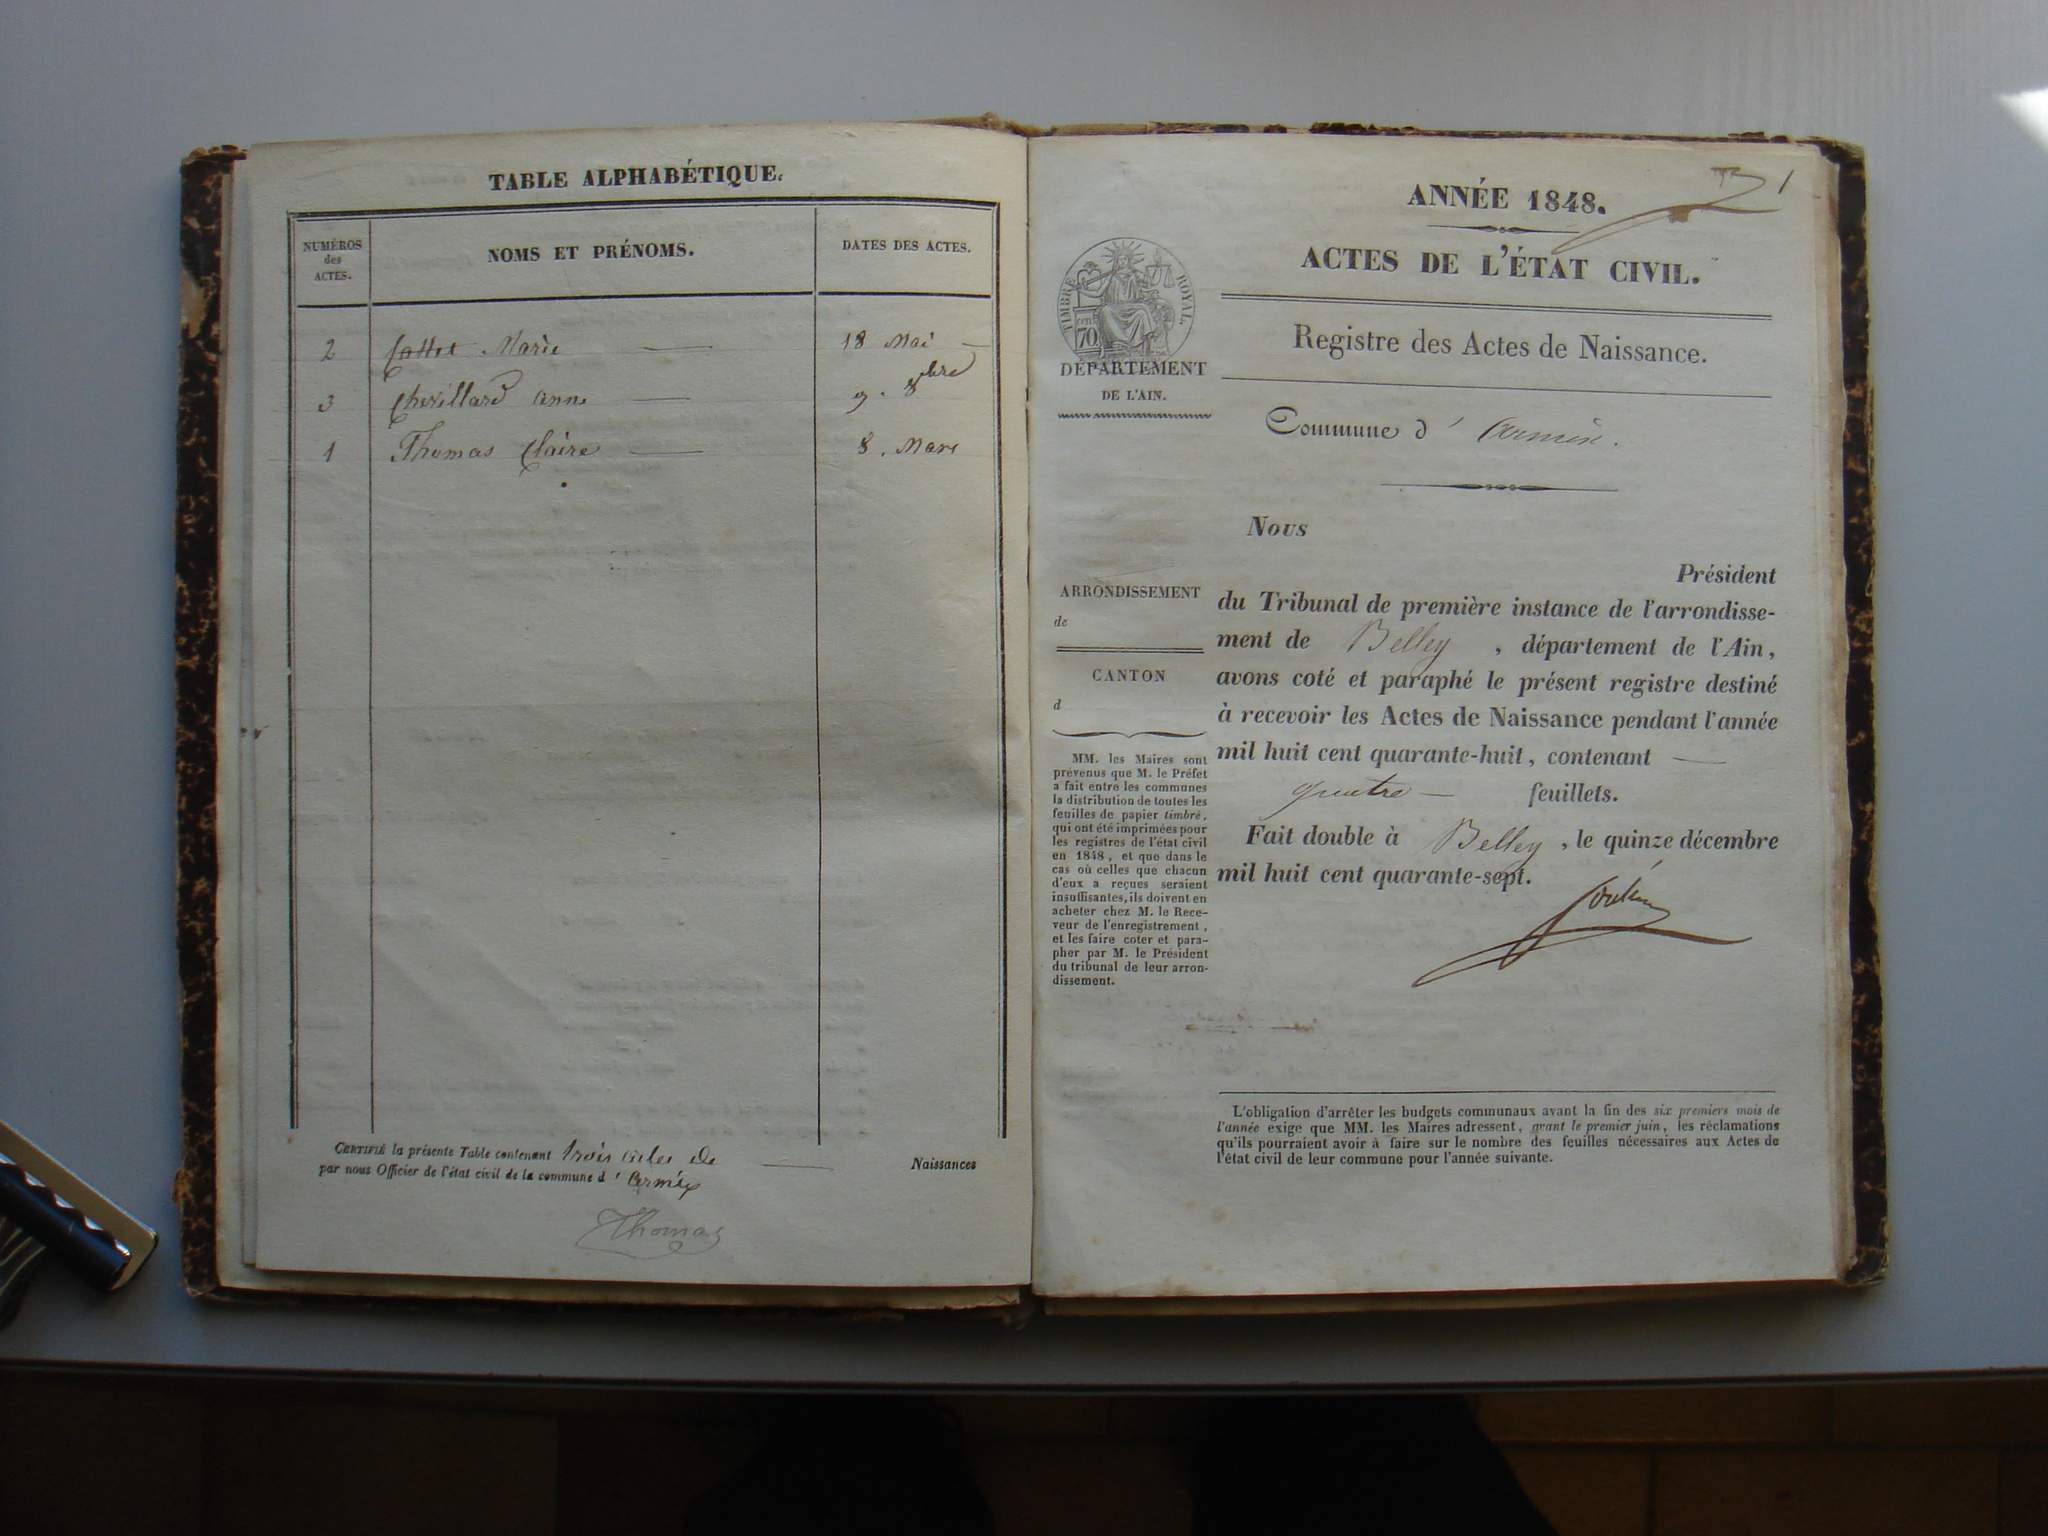 TABLE ALPHABÉTIQUE.
NUMÉROS
des
ACTES.
NOMS ET PRÉNOMS.
DATES DES ACTES.
2 Cottet Marie 18 Mai
3 Chevillard Anne 9. 8bre
1 Thomas Claire 8. Mars
CERTIFIÉ la présente Table contenant trois actes de Naissances
par nous Officier de l'état civil de la commune d' Arméx
Thomas
1
ANNÉE 1848.
ACTES DE L'ÉTAT CIVIL.
TIMBRE ROYAL.
cen
70
DÉPARTEMENT
DE L'AIN.
Registre des Actes de Naissance.
Commune d'
Nous
Président
du Tribunal de première instance de l'arrondisse-
ment de Belley, département de l'Ain,
avons coté et paraphé le présent registre destiné
à recevoir les Actes de Naissance pendant l'année
mil huit cent quarante-huit, contenant —
quatre — feuillets.
Fait double à Belley, le quinze décembre
mil huit cent quarante-sept.
ARRONDISSEMENT
de
CANTON
d
MM. les Maires sont
prévenus que M. le Préfet
a fait entre les communes
la distribution de toutes les
feuilles de papier timbré,
qui ont été imprimées pour
les registres de l'état civil
en 1848, et que dans le
cas où celles que chacun
d'eux a reçues seraient
insuffisantes, ils doivent en
acheter chez M. le Rece-
veur de l'enregistrement,
et les faire coter et para-
pher par M. le Président
du tribunal de leur arron-
dissement.
L'obligation d'arrêter les budgets communaux avant la fin des six premiers mois de
l'année exige que MM. les Maires adressent, avant le premier juin, les réclamations
qu'ils pourraient avoir à faire sur le nombre des feuilles nécessaires aux Actes de
l'état civil de leur commune pour l'année suivante.